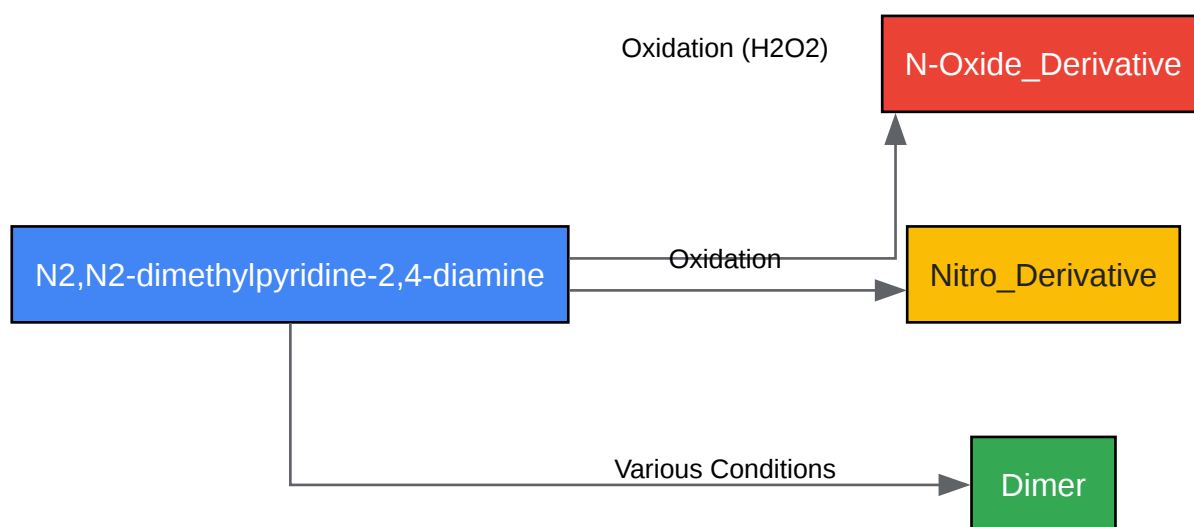 Oxidation (H2O2)
N-Oxide_Derivative
N2,N2-dimethylpyridine-2,4-diamine
Oxidation
Nitro_Derivative
Various Conditions
Dimer